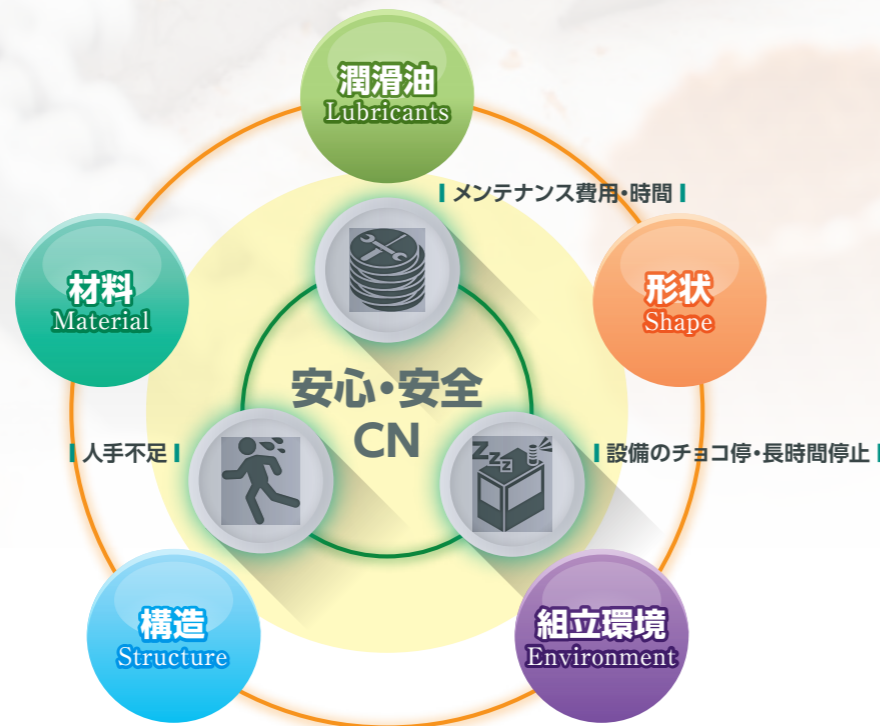 潤滑油
Lubricants
メンテナンス費用・時間
材料
Material
形状
Shape
安心・安全
CN
人手不足
ZZZ
設備のチョコ停・長時間停止
構造
Structure
組立環境
Environment